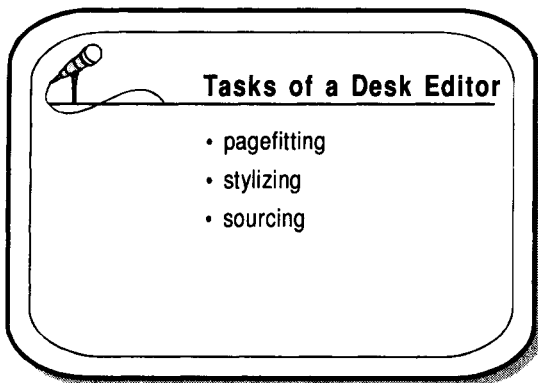 Tasks of a Desk Editor
• pagefitting
• stylizing
• sourcing